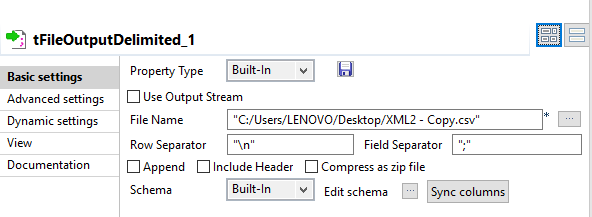 tFileOutputDelimited_1
Basic settings
Advanced settings
Dynamic settings
View
Documentation
Property Type Built-In
Use Output Stream
File Name "C:/Users/LENOVO/Desktop/XML2 - Copy.csv" * ...
Row Separator "\n" Field Separator ";"
Append Include Header Compress as zip file
Schema Built-In Edit schema ... Sync columns